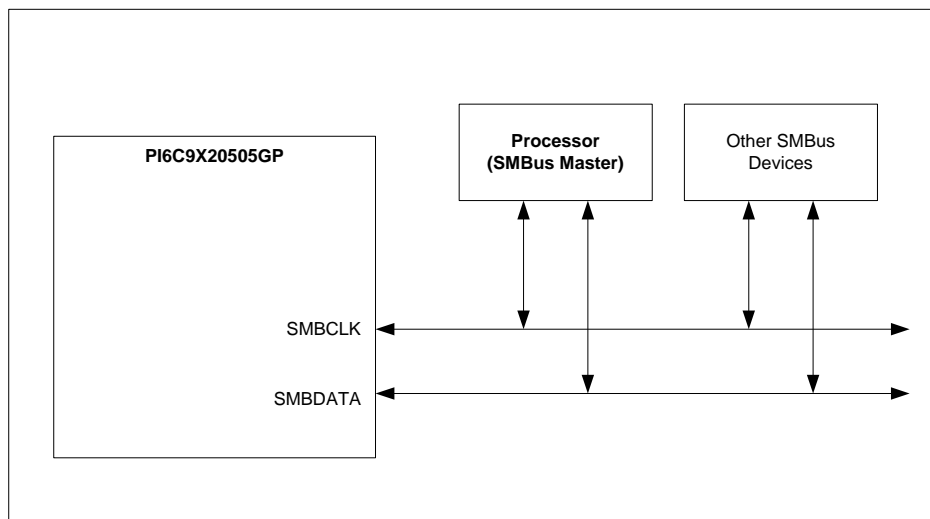 PI6C9X20505GP
Processor
(SMBus Master)
Other SMBus
Devices
SMBCLK
SMBDATA